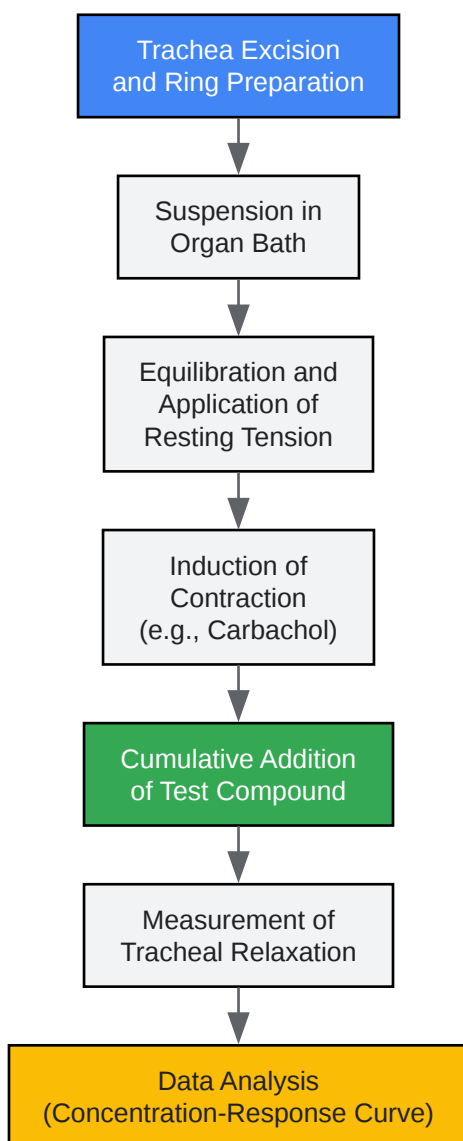 Trachea Excision
and Ring Preparation
Suspension in
Organ Bath
Equilibration and
Application of
Resting Tension
Induction of
Contraction
(e.g., Carbachol)
Cumulative Addition
of Test Compound
Measurement of
Tracheal Relaxation
Data Analysis
(Concentration-Response Curve)